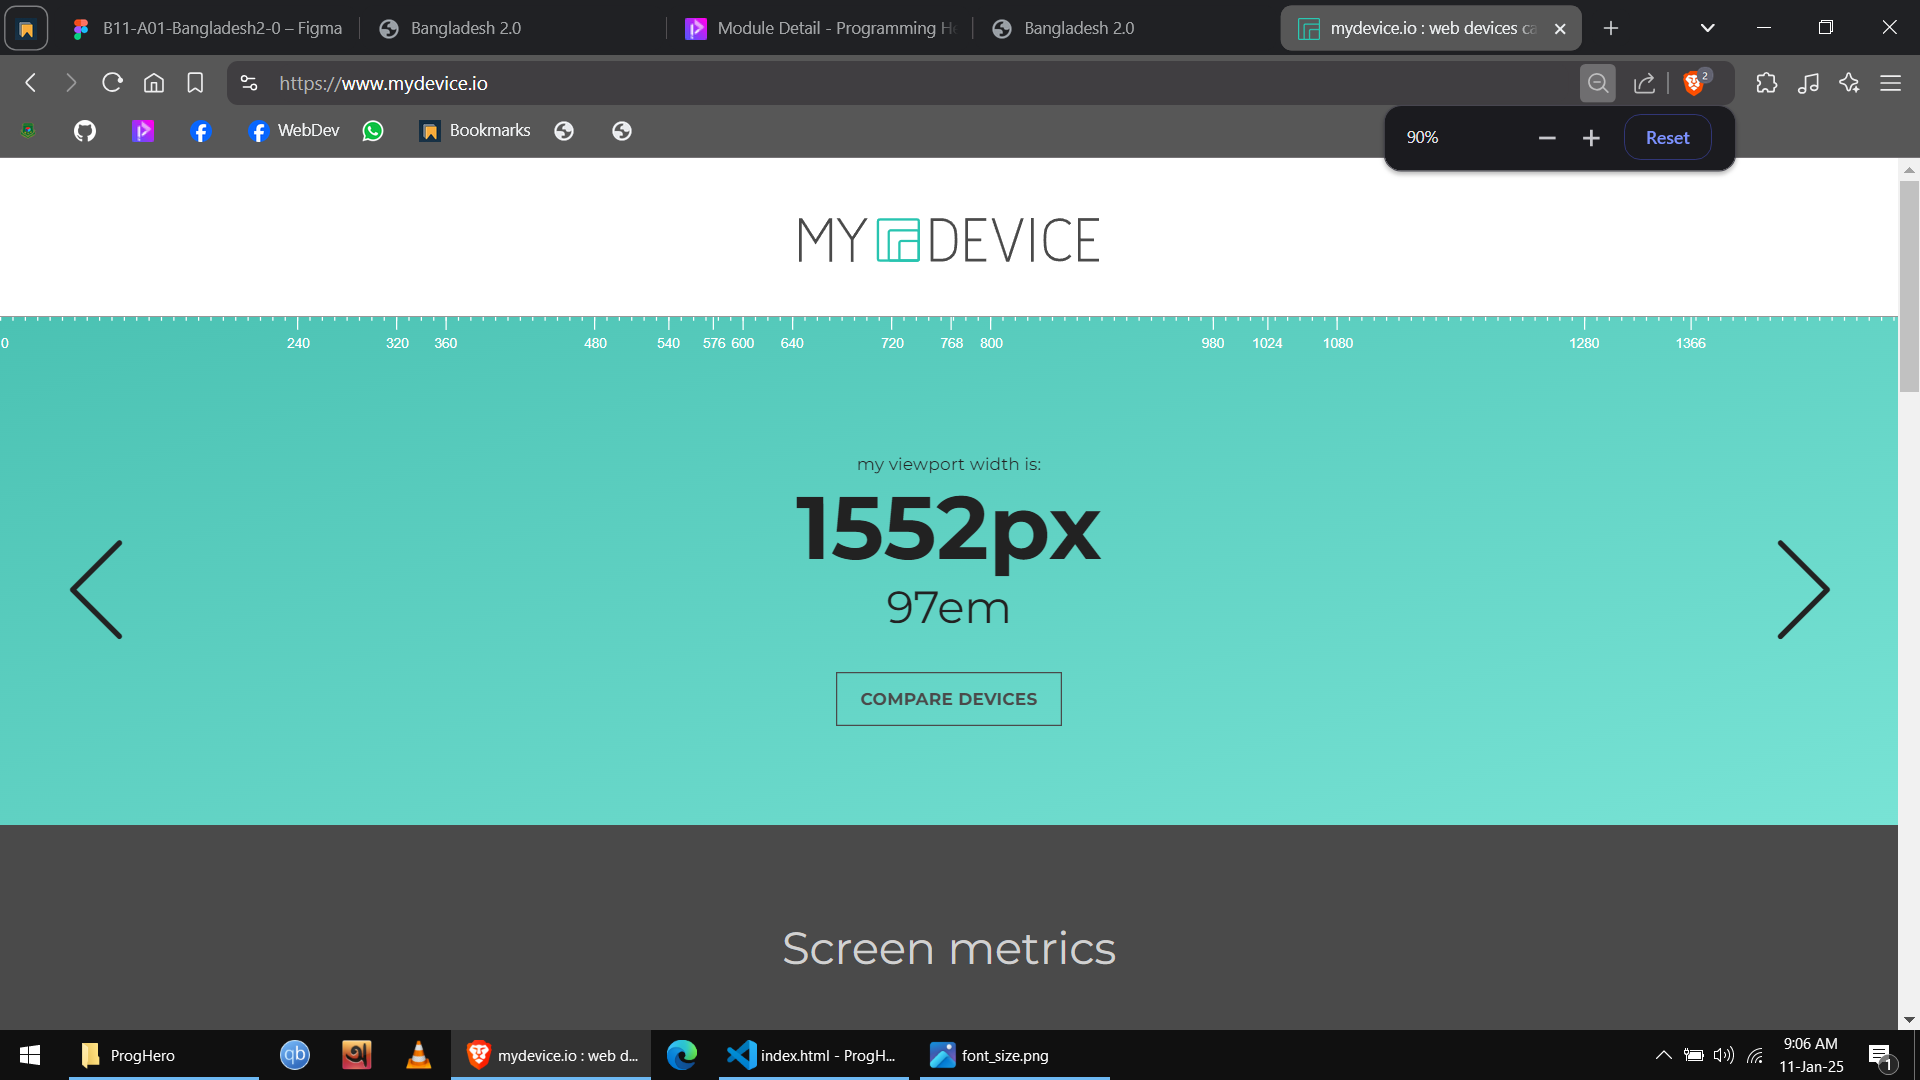 B11-A01-Bangladesh2-0 – Figma
Bangladesh 2.0
Module Detail - Programming He
Bangladesh 2.0
mydevice.io : web devices ca
https://www.mydevice.io
2
WebDev
Bookmarks
90%
Reset
MY DEVICE
0 240 320 360 480 540 576 600 640 720 768 800 980 1024 1080 1280 1366
my viewport width is:
1552px
97em
COMPARE DEVICES
Screen metrics
ProgHero
qb
অ
mydevice.io : web d...
index.html - ProgH...
font_size.png
9:06 AM
11-Jan-25
1